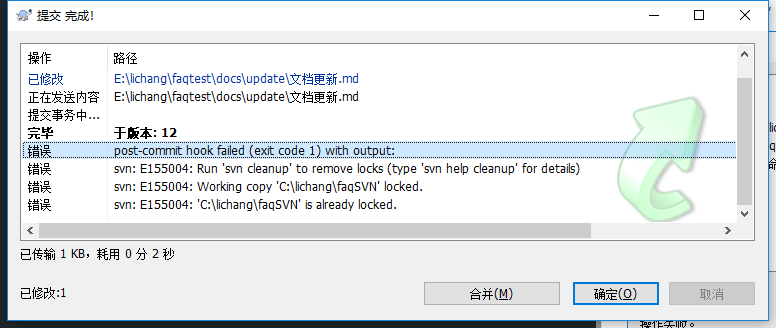 提交 完成!
操作 路径
已修改 E:\lichang\faqtest\docs\update\文档更新.md
正在发送内容 E:\lichang\faqtest\docs\update\文档更新.md
提交事务中...
完毕 于版本: 12
错误 post-commit hook failed (exit code 1) with output:
错误 svn: E155004: Run 'svn cleanup' to remove locks (type 'svn help cleanup' for details)
错误 svn: E155004: Working copy 'C:\lichang\faqSVN' locked.
错误 svn: E155004: 'C:\lichang\faqSVN' is already locked.
已传输 1 KB，耗用 0 分 2 秒
已修改:1 合并(M) 确定(O) 取消
操作失败。